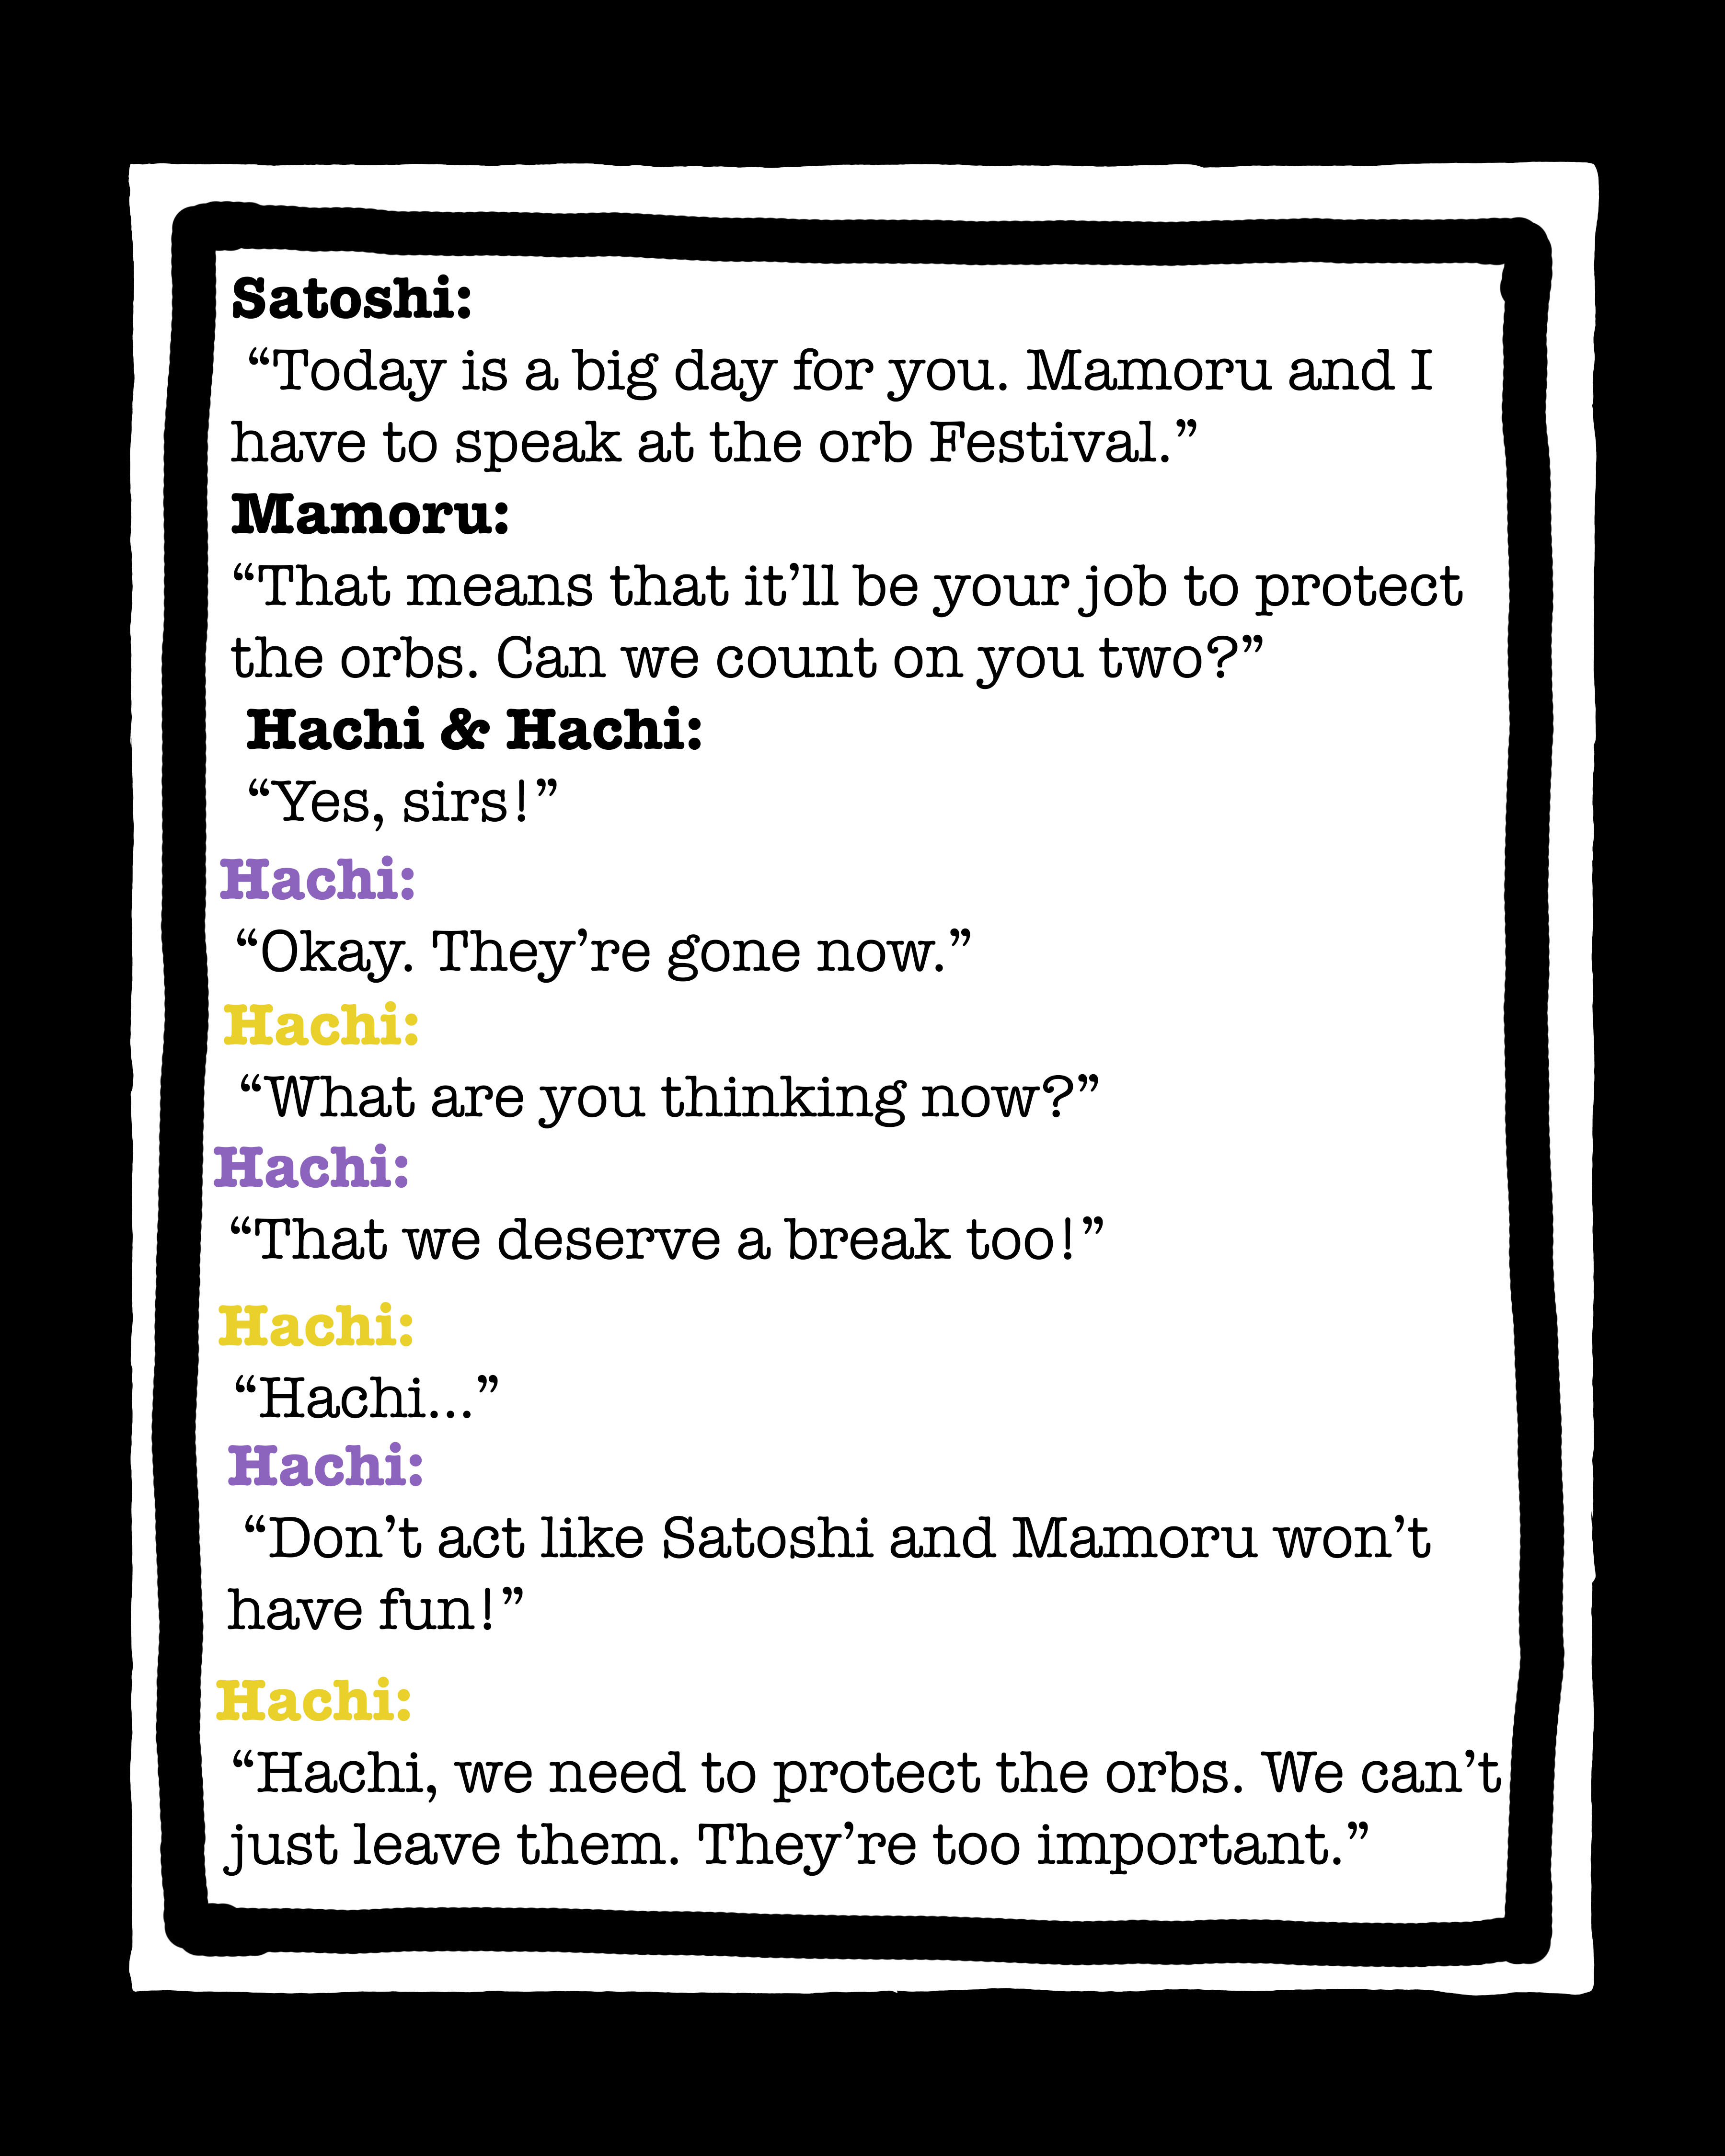 Satoshi:
“Today is a big day for you. Mamoru and I
have to speak at the orb Festival.”
Mamoru:
“That means that it’ll be your job to protect
the orbs. Can we count on you two?”
Hachi & Hachi:
“Yes, sirs!”
Hachi:
“Okay. They’re gone now.”
Hachi:
“What are you thinking now?”
Hachi:
“That we deserve a break too!”
Hachi:
“Hachi...”
Hachi:
“Don’t act like Satoshi and Mamoru won’t
have fun!”
Hachi:
“Hachi, we need to protect the orbs. We can’t
just leave them. They’re too important.”